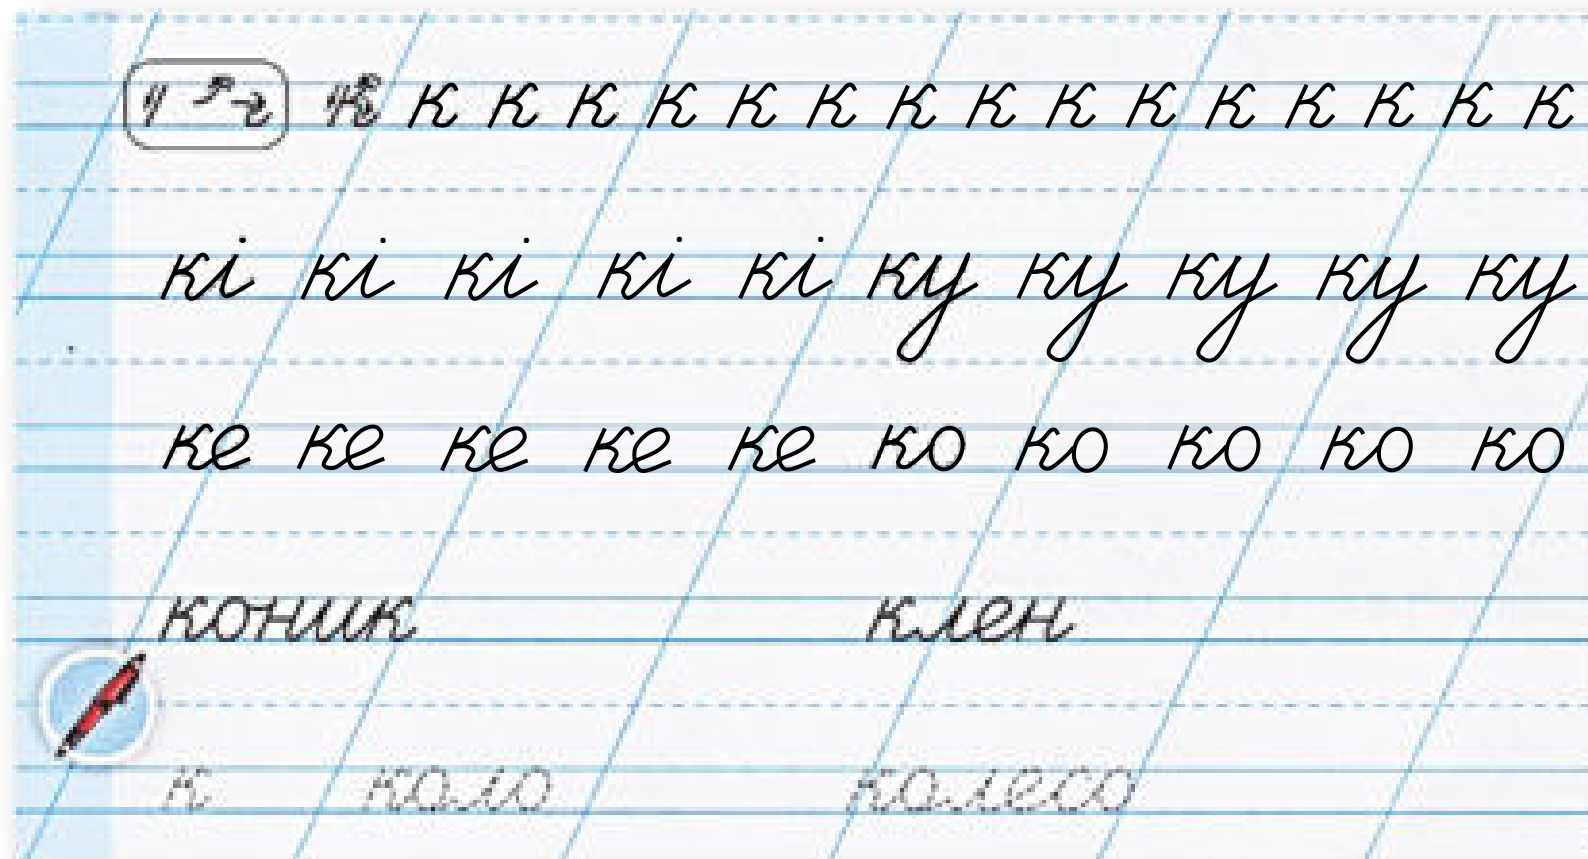 к к к к к к к к к к к к к к к к
кі кі кі кі кі ку ку ку ку ку
ке ке ке ке ке ко ко ко ко ко
коник клен
к коло колесо